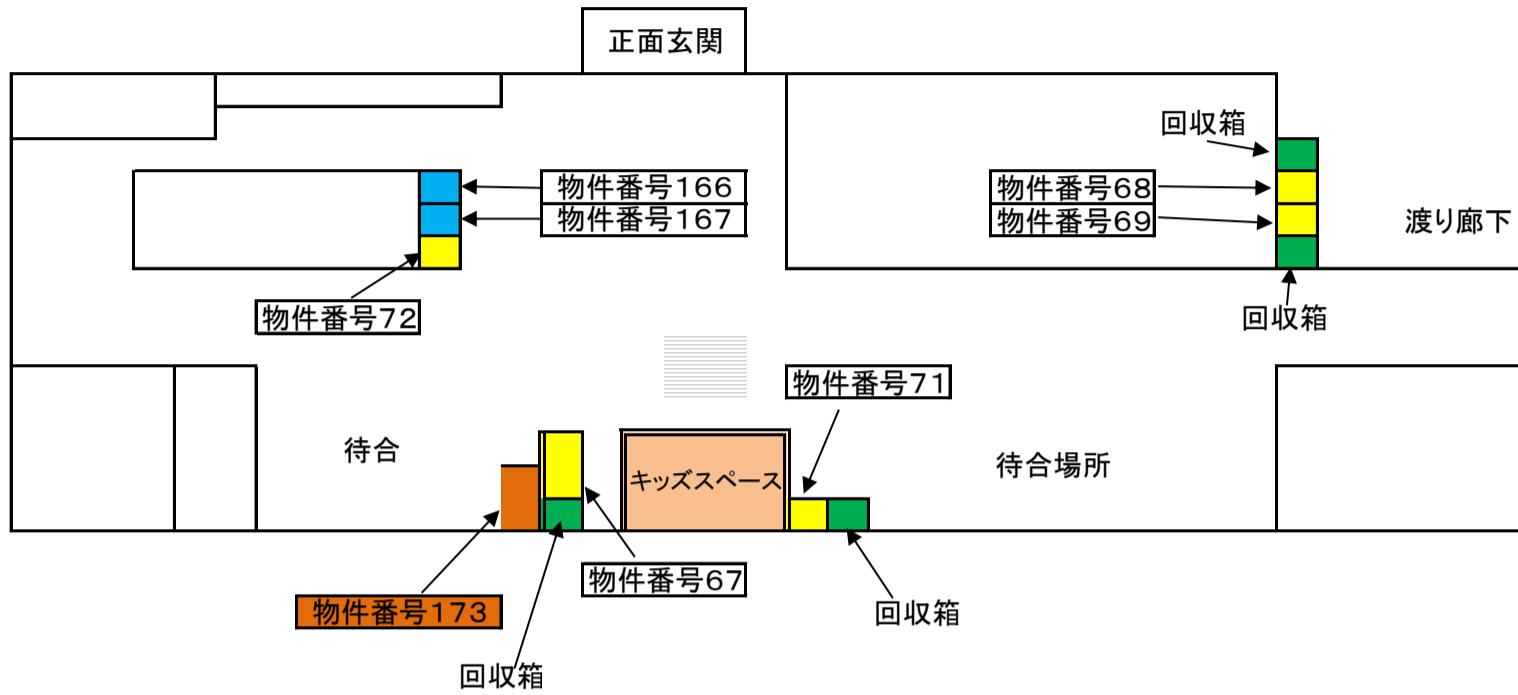 正面玄関
回収箱
物件番号166
物件番号68
物件番号167
物件番号69
渡り廊下
物件番号72
回収箱
物件番号71
待合
キッズスペース
待合場所
物件番号67
物件番号173
回収箱
回収箱